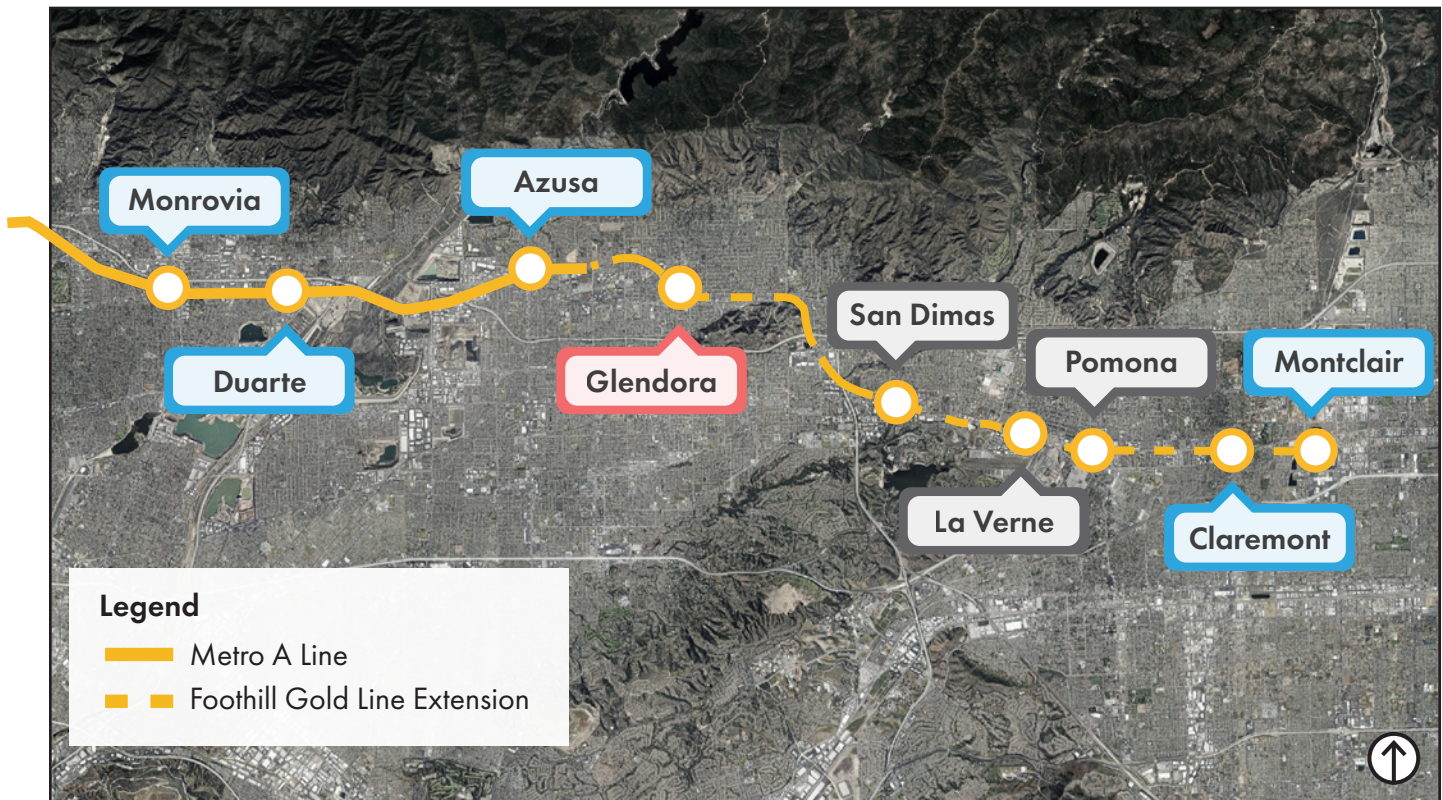 Monrovia
Azusa
Duarte
Glendora
San Dimas
Pomona
Montclair
La Verne
Claremont
Legend
Metro A Line
Foothill Gold Line Extension